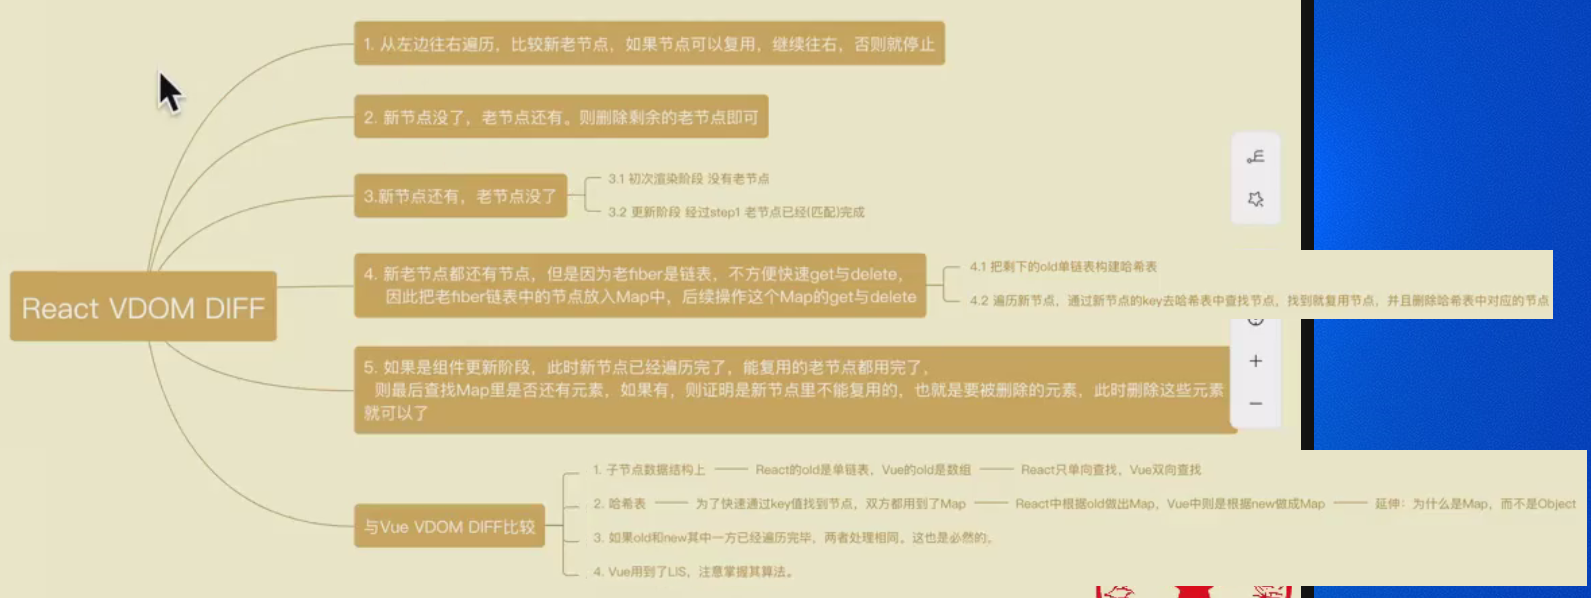 1. 从左边往右遍历，比较新老节点，如果节点可以复用，继续往右，否则就停止
2. 新节点没了，老节点还有。则删除剩余的老节点即可
3.新节点还有，老节点没了
3.1 初次渲染阶段 没有老节点
3.2 更新阶段 经过step1 老节点已经(匹配)完成
React VDOM DIFF
4. 新老节点都还有节点，但是因为老fiber是链表，不方便快速get与delete，
因此把老fiber链表中的节点放入Map中，后续操作这个Map的get与delete
4.1 把剩下的old单链表构建哈希表
4.2 遍历新节点，通过新节点的key去哈希表中查找节点，找到就复用节点，并且删除哈希表中对应的节点
5. 如果是组件更新阶段，此时新节点已经遍历完了，能复用的老节点都用完了，
则最后查找Map里是否还有元素，如果有，则证明是新节点里不能复用的，也就是要被删除的元素，此时删除这些元素
就可以了
与Vue VDOM DIFF比较
1. 子节点数据结构上 React的old是单链表，Vue的old是数组 React只单向查找，Vue双向查找
2. 哈希表 为了快速通过key值找到节点，双方都用到了Map React中根据old做出Map，Vue中则是根据new做成Map 延伸：为什么是Map，而不是Object
3. 如果old和new其中一方已经遍历完毕，两者处理相同。这也是必然的。
4. Vue用到了LIS，注意掌握其算法。